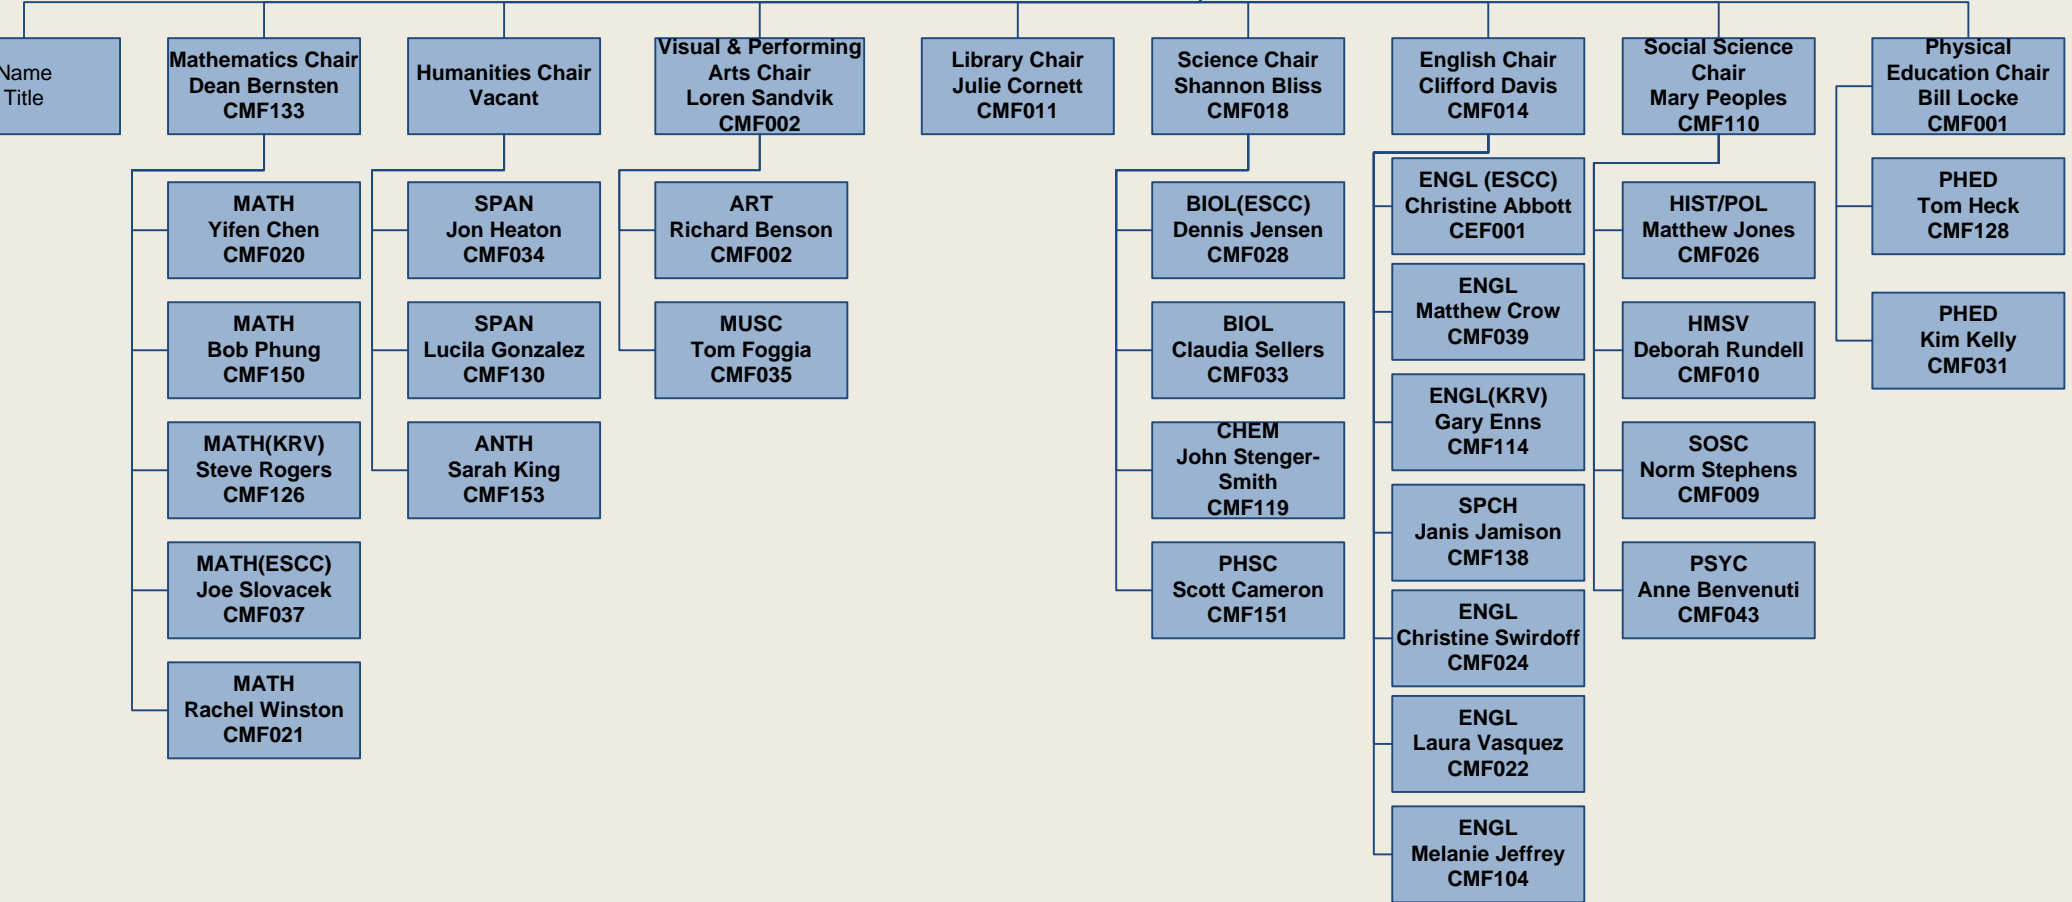 Name
Title
Mathematics Chair
Dean Bernsten
CMF133
Humanities Chair
Vacant
Visual & Performing
Arts Chair
Loren Sandvik
CMF002
Library Chair
Julie Cornett
CMF011
Science Chair
Shannon Bliss
CMF018
English Chair
Clifford Davis
CMF014
Social Science
Chair
Mary Peoples
CMF110
Physical
Education Chair
Bill Locke
CMF001
MATH
Yifen Chen
CMF020
MATH
Bob Phung
CMF150
MATH(KRV)
Steve Rogers
CMF126
MATH(ESCC)
Joe Slovacek
CMF037
MATH
Rachel Winston
CMF021
SPAN
Jon Heaton
CMF034
SPAN
Lucila Gonzalez
CMF130
ANTH
Sarah King
CMF153
ART
Richard Benson
CMF002
MUSC
Tom Foggia
CMF035
BIOL(ESCC)
Dennis Jensen
CMF028
BIOL
Claudia Sellers
CMF033
CHEM
John Stenger-
Smith
CMF119
PHSC
Scott Cameron
CMF151
ENGL (ESCC)
Christine Abbott
CEF001
ENGL
Matthew Crow
CMF039
ENGL(KRV)
Gary Enns
CMF114
SPCH
Janis Jamison
CMF138
ENGL
Christine Swirdoff
CMF024
ENGL
Laura Vasquez
CMF022
ENGL
Melanie Jeffrey
CMF104
HIST/POL
Matthew Jones
CMF026
HMSV
Deborah Rundell
CMF010
SOSC
Norm Stephens
CMF009
PSYC
Anne Benvenuti
CMF043
PHED
Tom Heck
CMF128
PHED
Kim Kelly
CMF031